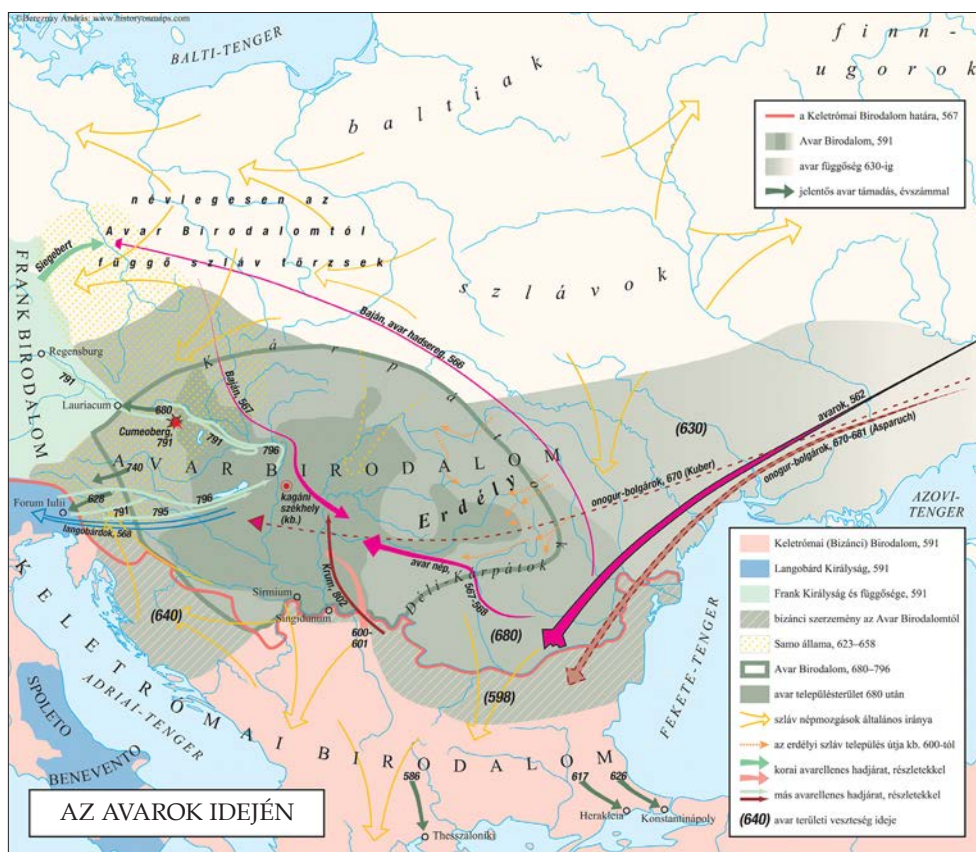 ©Bereznay András: www.historyonmaps.com
BALTI-TENGER
baltiak
finn-
ugorok
a Keletrómai Birodalom határa, 567
Avar Birodalom, 591
avar függőség 630-ig
jelentős avar támadás, évszámmal
névlegesen az
Avar Birodalomtól
függő szláv törzsek
Siegebert
FRANK BIRODALOM
szlávok
Baján, avar hadsereg, 566
Regensburg
791
Kárpátok
Baján, 567
Lauriacum
680
Cumeoberg,
791
791
796
avarok, 562
(630)
onogur-bolgárok, 670-681 (Asparuch)
onogur-bolgárok, 670 (Kuber)
AVAR BIRODALOM
740
628
Forum Iulii
791
795
796
kagáni
székhely
(kb.)
Erdély
AZOVI-
TENGER
langobárdok, 568
avar nép,
567-568
Déli Kárpátok
Krum, 802
Sirmium
Singidunum
(640)
600-
601
(680)
(598)
KELETRÓMAI BIRODALOM
ADRIAI-TENGER
FEKETE-TENGER
SPOLETO
BENEVENTO
586
617
626
Thesszaloniki
Herakleia
Konstantinápoly
Keletrómai (Bizánci) Birodalom, 591
Langobárd Királyság, 591
Frank Királyság és függősége, 591
bizánci szerzemény az Avar Birodalomtól
Samo állama, 623–658
Avar Birodalom, 680–796
avar településterület 680 után
szláv népmozgások általános iránya
az erdélyi szláv település útja kb. 600-tól
korai avarellenes hadjárat, részletekkel
más avarellenes hadjárat, részletekkel
(640) avar területi veszteség ideje
AZ AVAROK IDEJÉN